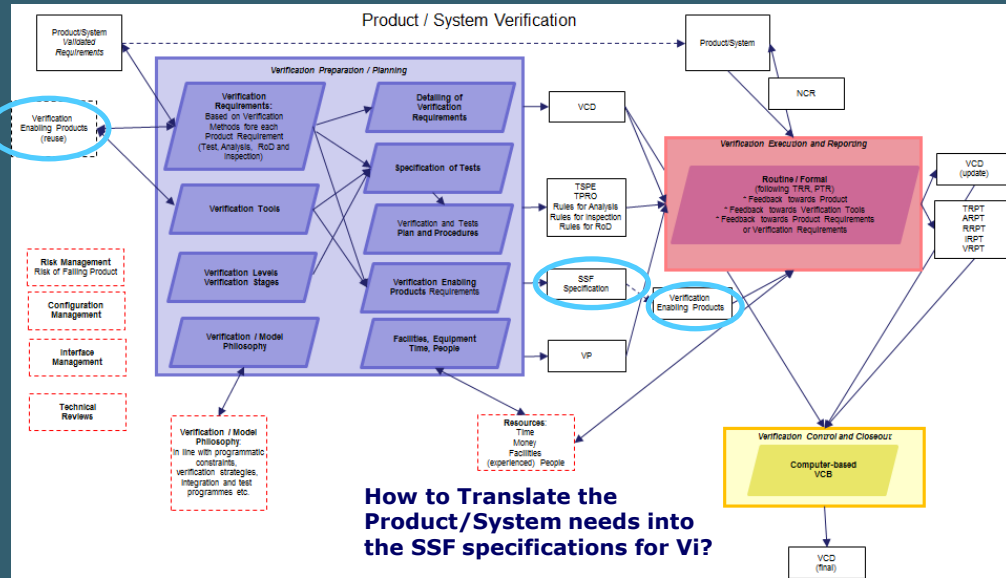 Product / System Verification
Product/System
Validated
Requirements
Product/System
NCR
Verification
Enabling Products
(reuse)
Verification Preparation / Planning
Verification
Requirements:
Based on Verification
Methods fore each
Product Requirement
(Test, Analysis, RoD and
Inspection)
Detailing of
Verification
Requirements
Specification of Tests
Verification Tools
Verification and Tests
Plan and Procedures
Verification Levels
Verification Stages
Verification Enabling
Products Requirements
Verification / Model
Philosophy
Facilities, Equipment
Time, People
VCD
TSPE
TPRO
Rules for Analysis
Rules for Inspection
Rules for RoD
SSF
Specification
Verification
Enabling Products
VP
Verification Execution and Reporting
Routine / Formal
(following TRR, PTR)
* Feedback towards Product
* Feedback towards Verification Tools
* Feedback towards Product Requirements
or Verification Requirements
VCD
(update)
TRPT
ARPT
RRPT
IRPT
VRPT
Risk Management
Risk of Failing Product
Configuration
Management
Interface
Management
Technical
Reviews
Verification / Model
Philosophy:
in line with programmatic
constraints,
verification strategies,
integration and test
programmes etc.
Resources:
Time
Money
Facilities
(experienced) People
Verification Control and Closeout
Computer-based
VCB
VCD
(final)
How to Translate the
Product/System needs into
the SSF specifications for Vi?